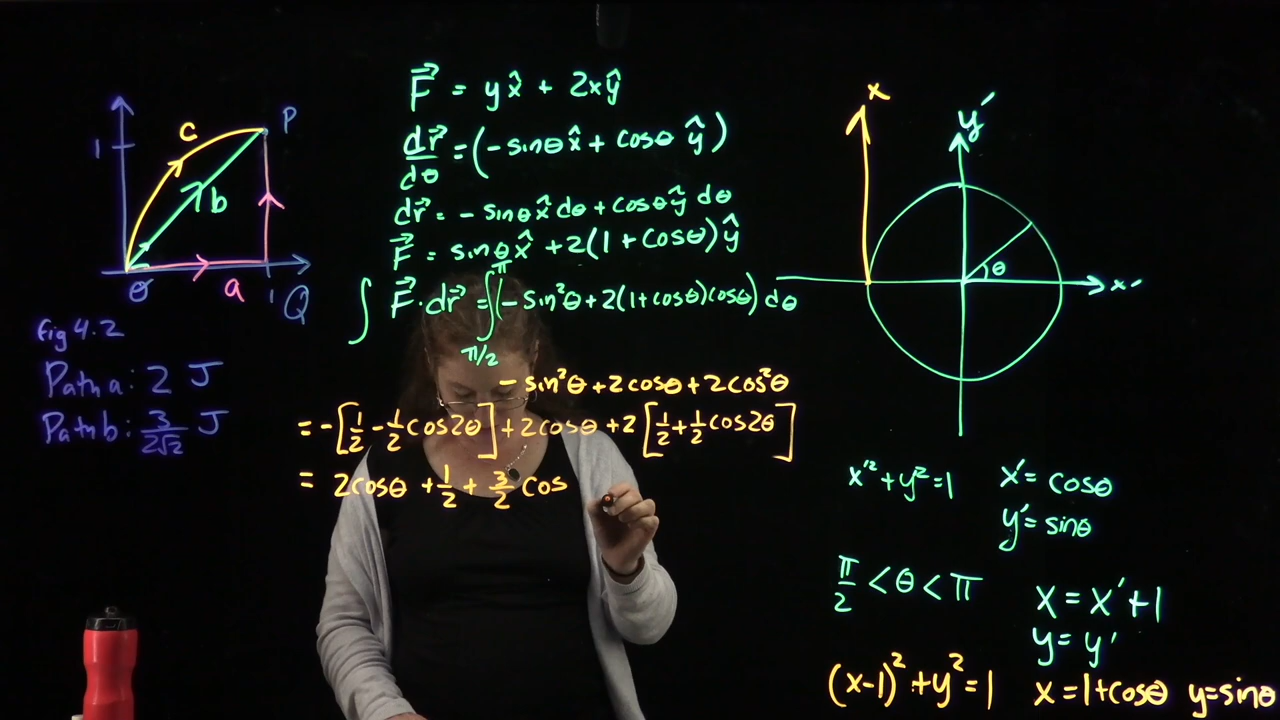 1
c
P
b
O
a
1
Q
fig 4.2
Path a: 2 J
Path b: 3/(2√2) J
F⃗ = y x̂ + 2x ŷ
dr⃗/dθ = (-sinθ x̂ + cosθ ŷ)
dr⃗ = - sinθ x̂ dθ + cosθ ŷ dθ
F⃗ = sinθ x̂ + 2(1 + cosθ) ŷ
∫ F⃗ · dr⃗ = ∫_{π/2}^{π} (- sin²θ + 2(1+cosθ)cosθ) dθ
- sin²θ + 2cosθ + 2cos²θ
= -[1/2 - 1/2 cos2θ] + 2cosθ + 2[1/2 + 1/2 cos2θ]
= 2cosθ + 1/2 + 3/2 cos
x
y'
θ
x'
x'² + y² = 1
x' = cosθ
y' = sinθ
π/2 < θ < π
x = x' + 1
y = y'
(x-1)² + y² = 1
x = 1+cosθ y = sinθ